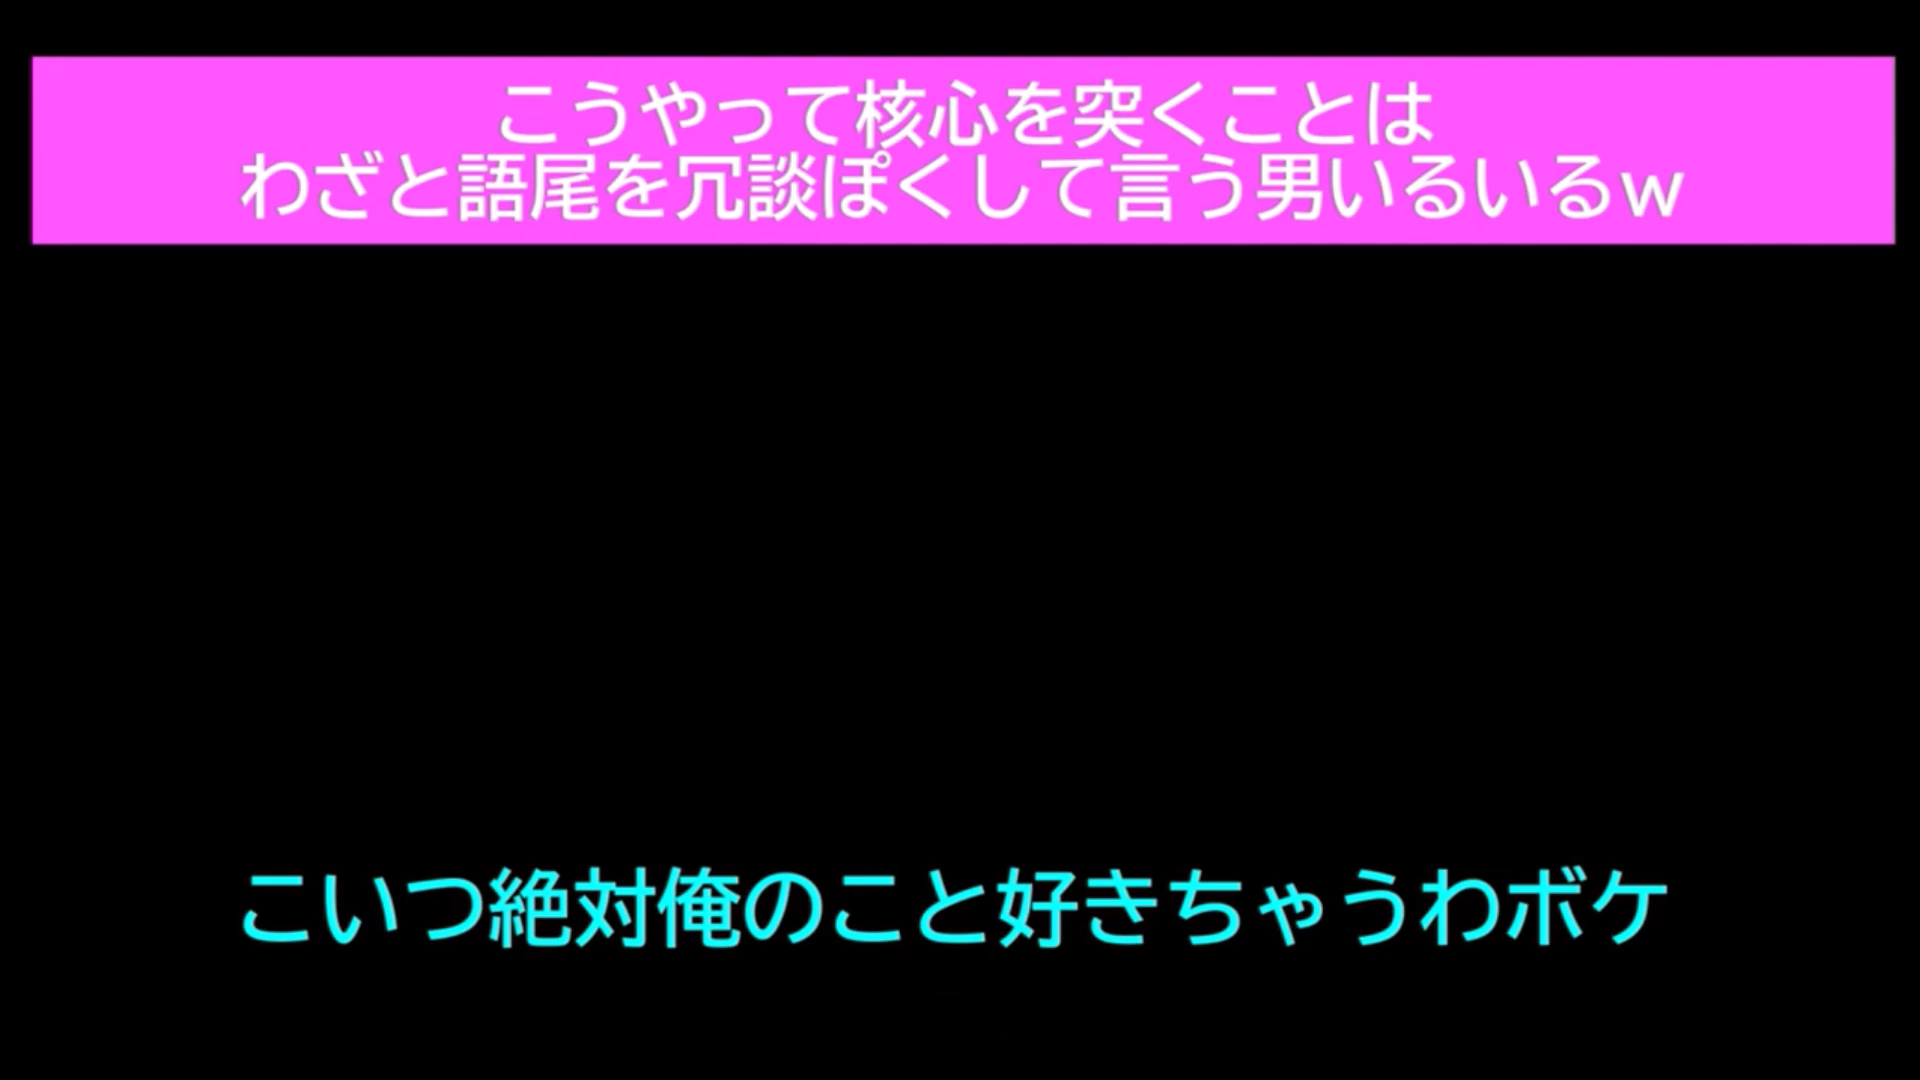 こうやって核心を突くことは
わざと語尾を冗談ぽくして言う男いるいるｗ
こいつ絶対俺のこと好きちゃうわボケ